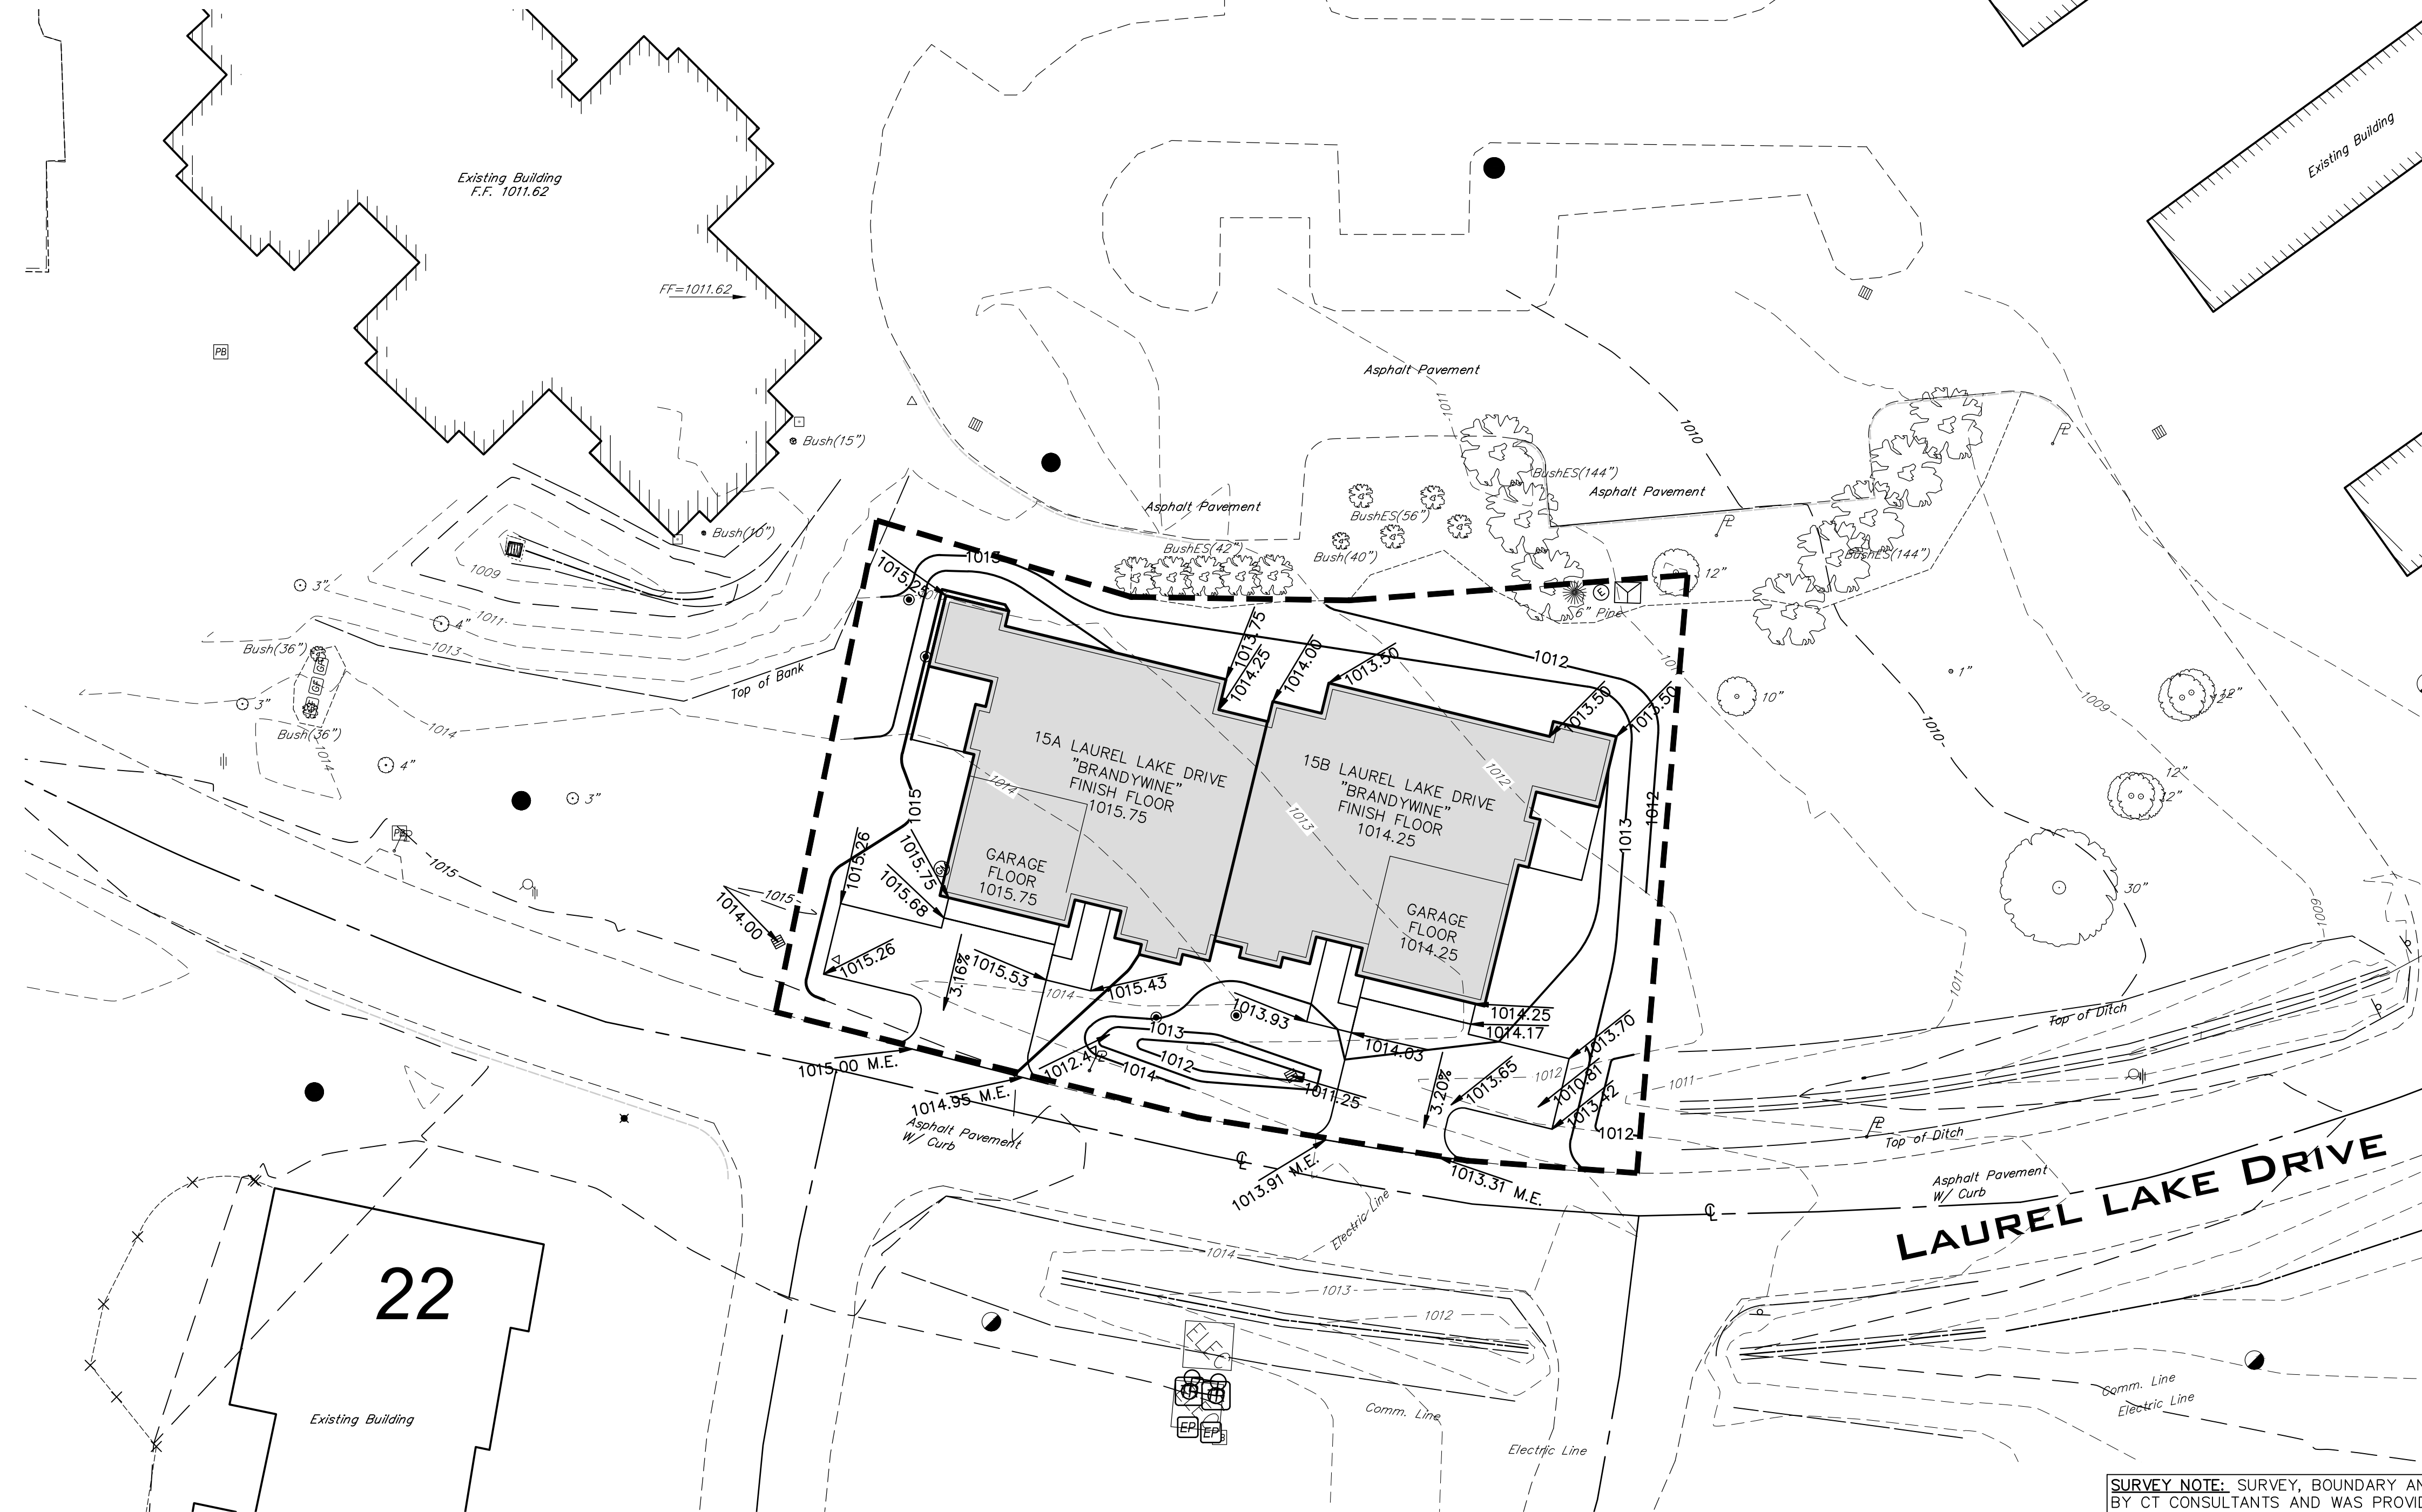 Existing Building
F.F. 1011.62
FF=1011.62
PB
Existing Building
Asphalt Pavement
1011
1010
Bush(15")
Bush(10")
BushES(144")
Asphalt Pavement
Asphalt Pavement
BushES(56")
BushES(42")
Bush(40")
BushES(144")
1009
3"
1011
4"
1013
Bush(36")
GF
GF
3"
Bush(36")
1014
1014
4"
3"
Top of Bank
1015
1015.25
12"
E
6" Pipe
1013.75
1014.25
1014.00
1013.50
1012
1013.50
1013.50
10"
1"
1009
12"
12"
1010
12"
12"
30"
1009
1011
15A LAUREL LAKE DRIVE
"BRANDYWINE"
FINISH FLOOR
1015.75
1014
15B LAUREL LAKE DRIVE
"BRANDYWINE"
FINISH FLOOR
1014.25
1012
1013
1013
1012
1015
GARAGE
FLOOR
1015.75
GARAGE
FLOOR
1014.25
PB
1015
1015.26
1015.75
1015.68
1015
1014.00
1015.26
3.16%
1015.53
1014
1015.43
1013.93
1014.25
1014.17
1014.03
1013.70
1013
1012
1014
1012.47
1011.25
3.20%
1013.65
1012
1010.81
1013.42
1012
1011
Top of Ditch
Top of Ditch
1015.00 M.E.
1014.95 M.E.
Asphalt Pavement
W/ Curb
1013.91 M.E.
1013.31 M.E.
Electric Line
Asphalt Pavement
W/ Curb
LAUREL LAKE DRIVE
22
Existing Building
1014
1013
1012
ELEC
EP
EP
Comm. Line
Electric Line
Comm. Line
Electric Line
SURVEY NOTE: SURVEY, BOUNDARY AN
BY CT CONSULTANTS AND WAS PROVID